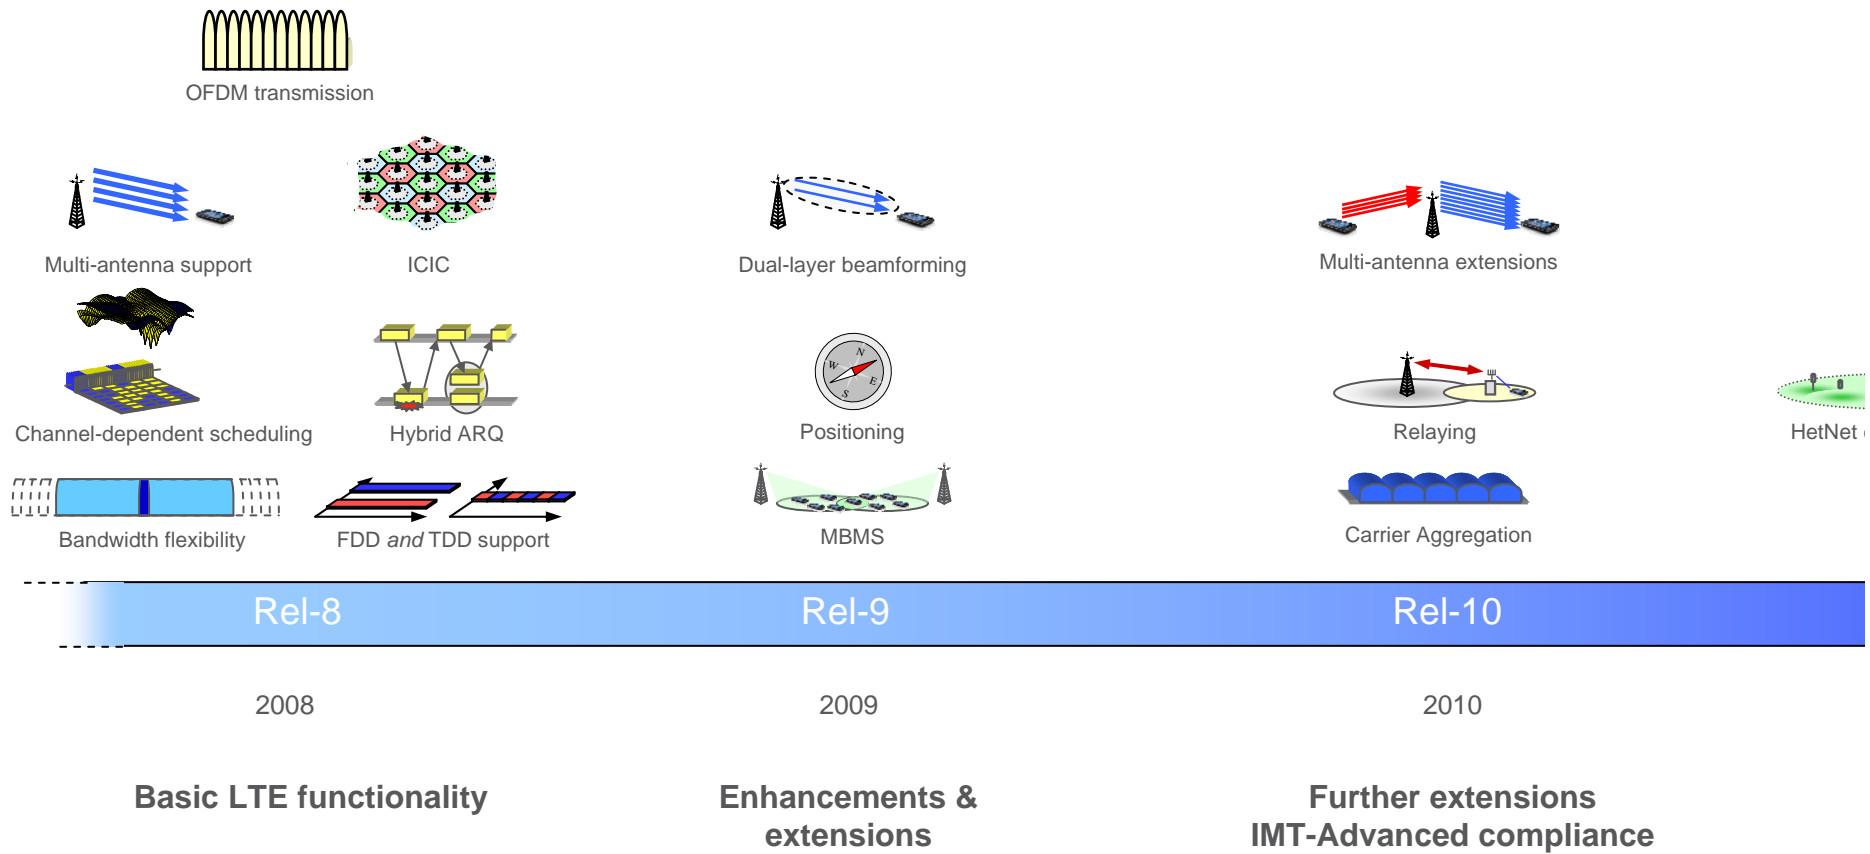 OFDM transmission
Multi-antenna support
ICIC
Dual-layer beamforming
Multi-antenna extensions
N
W
E
S
Channel-dependent scheduling
Hybrid ARQ
Positioning
Relaying
HetNet
Bandwidth flexibility
FDD and TDD support
MBMS
Carrier Aggregation
Rel-8
Rel-9
Rel-10
2008
2009
2010
Basic LTE functionality
Enhancements &
extensions
Further extensions
IMT-Advanced compliance